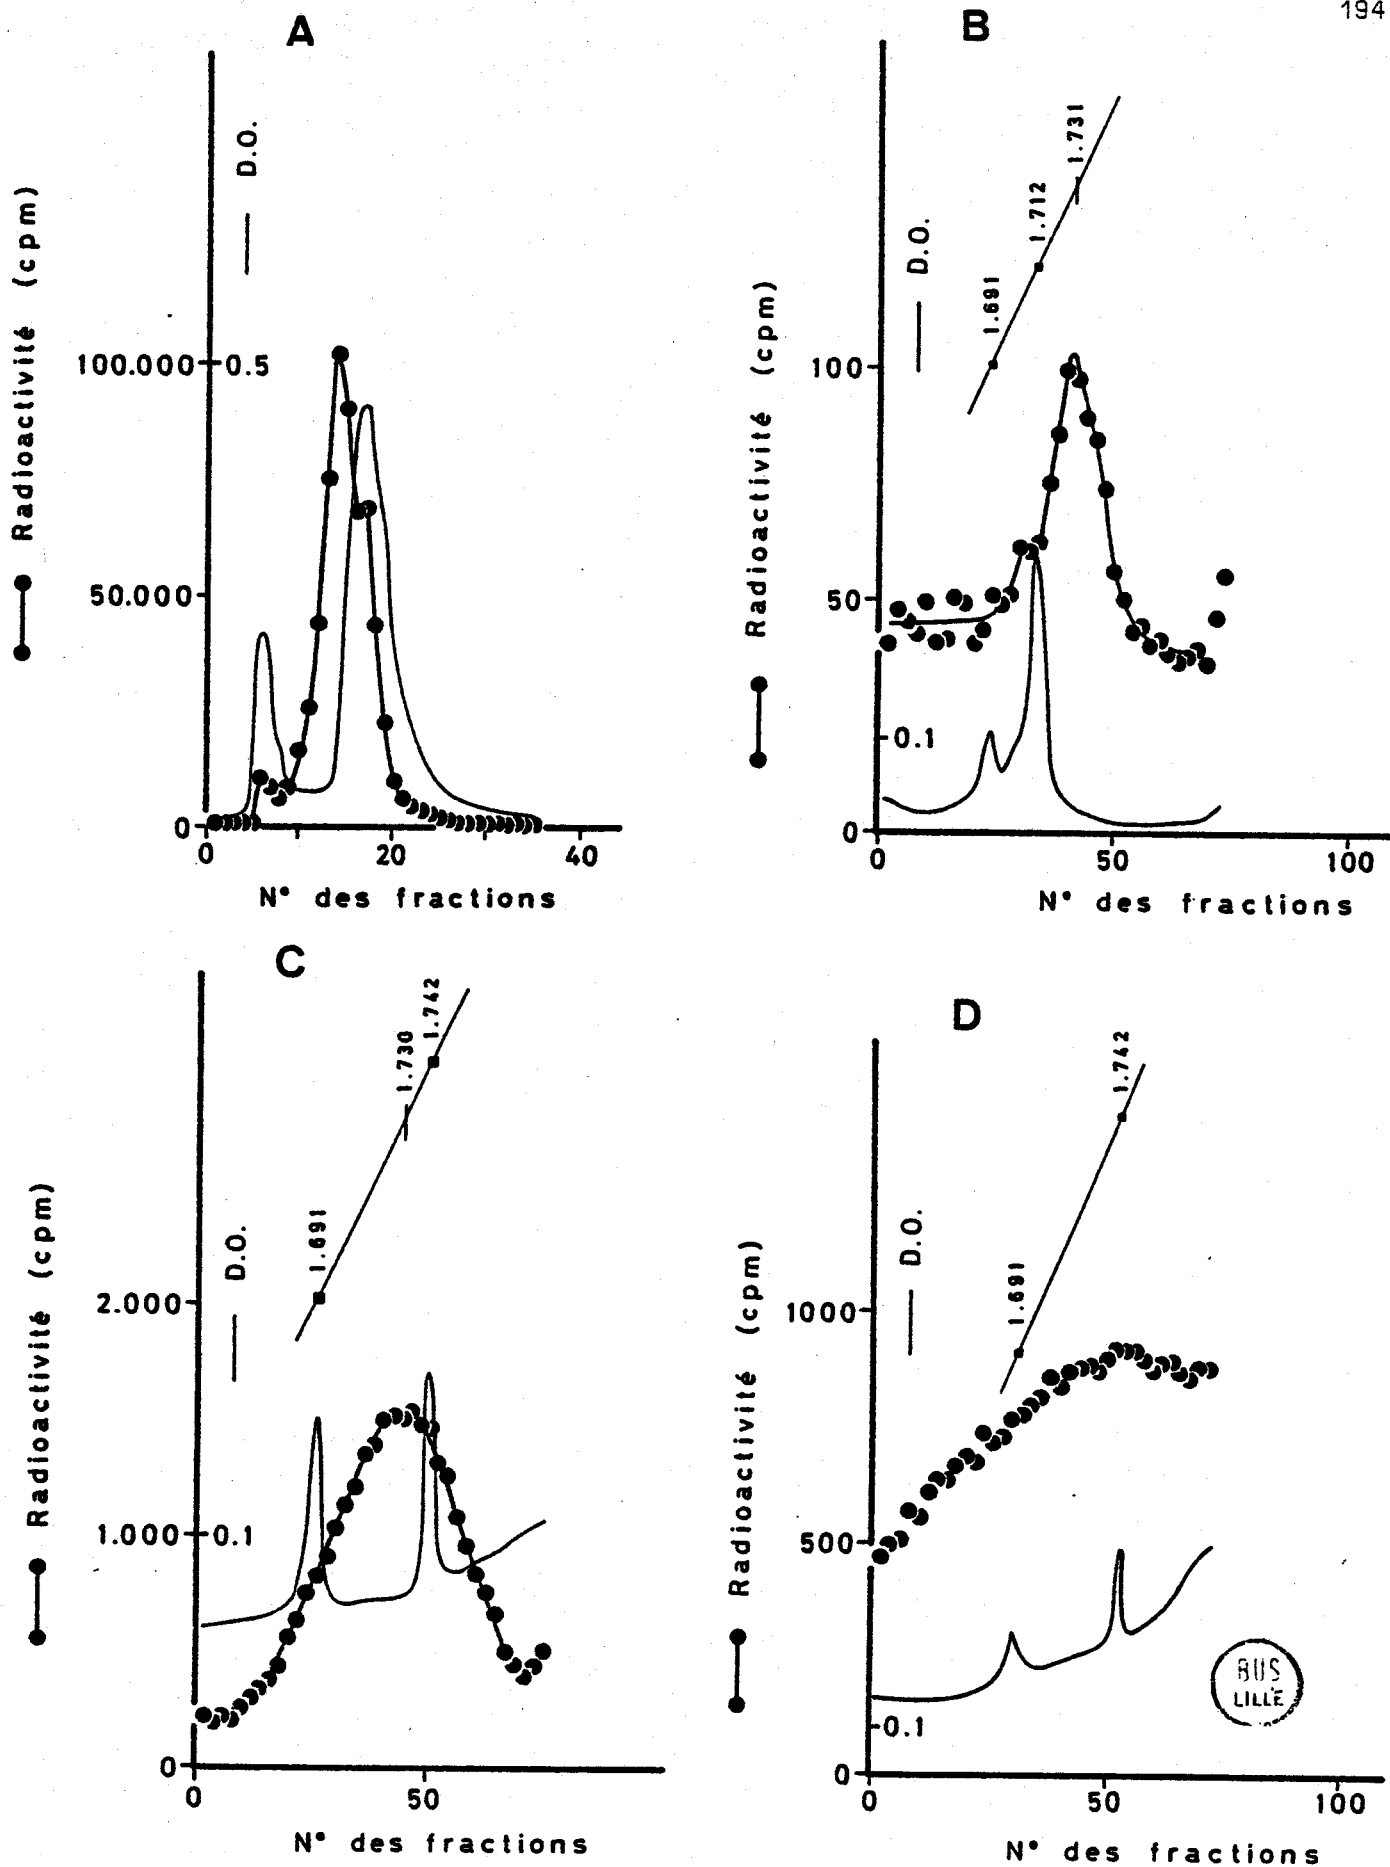 194
A
Radioactivité (cpm)
D.O.
100.000
0.5
50.000
0
0
20
40
N° des fractions
B
Radioactivité (cpm)
D.O.
1.691
1.712
1.731
100
50
0.1
0
0
50
100
N° des fractions
C
Radioactivité (cpm)
D.O.
1.691
1.730
1.742
2.000
1.000
0.1
0
0
50
N° des fractions
D
Radioactivité (cpm)
D.O.
1.691
1.742
1000
500
0.1
0
0
50
100
N° des fractions
BUS
LILLE